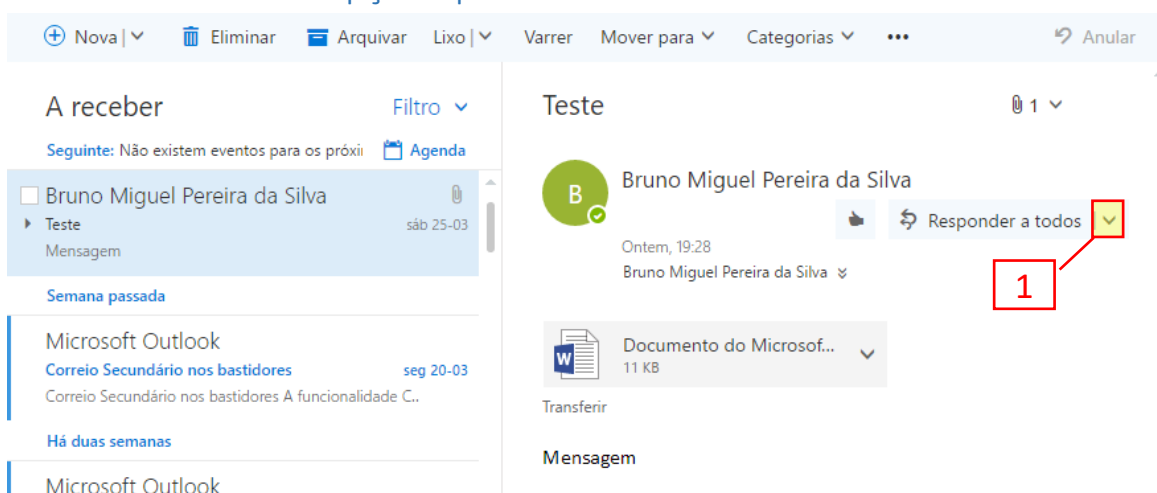 Nova
Eliminar
Arquivar
Lixo
Varrer
Mover para
Categorias
Anular
A receber
Filtro
Seguinte: Não existem eventos para os próxi
Agenda
Bruno Miguel Pereira da Silva
Teste
sáb 25-03
Mensagem
Semana passada
Microsoft Outlook
Correio Secundário nos bastidores
seg 20-03
Correio Secundário nos bastidores A funcionalidade C..
Há duas semanas
Microsoft Outlook
Teste
1
B
Bruno Miguel Pereira da Silva
Responder a todos
Ontem, 19:28
Bruno Miguel Pereira da Silva
1
W
Documento do Microsof...
11 KB
Transferir
Mensagem